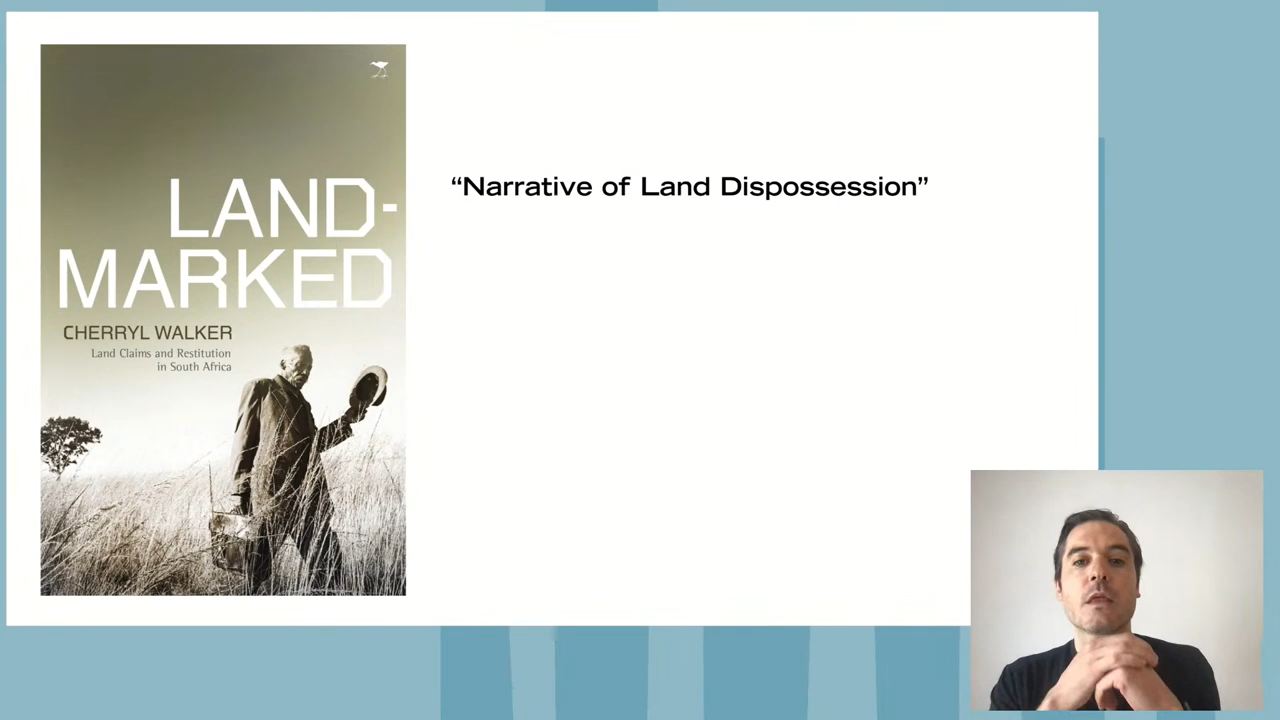 LAND-
MARKED
CHERRYL WALKER
Land Claims and Restitution
in South Africa
“Narrative of Land Dispossession”